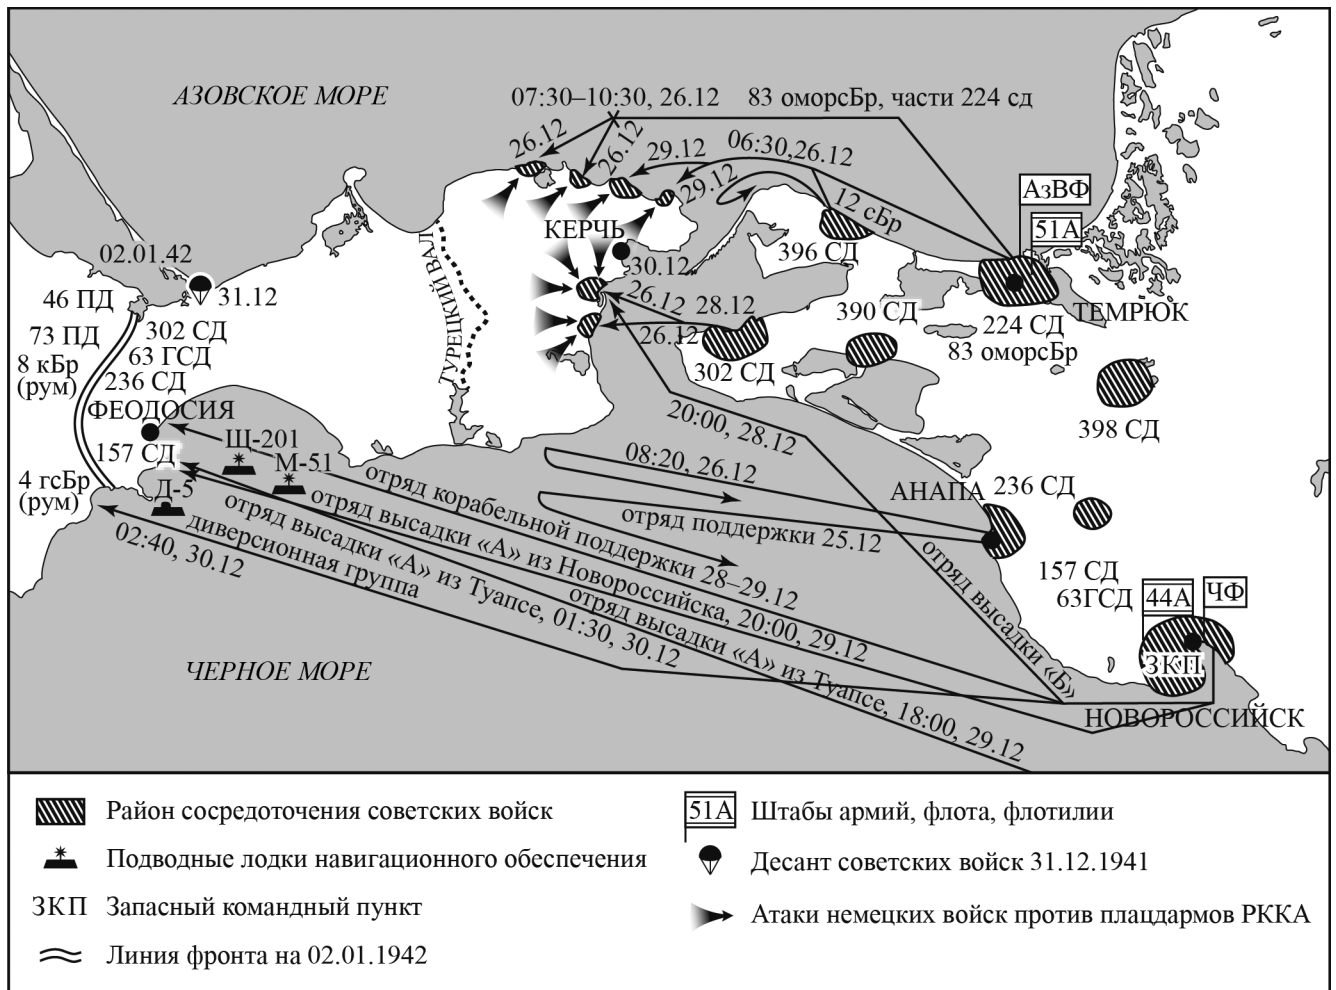 АЗОВСКОЕ МОРЕ
07:30–10:30, 26.12
83 оморсБр, части 224 сд
26.12
26.12
29.12
06:30,26.12
29.12
12 сБр
АзВФ
51А
КЕРЧЬ
396 СД
30.12
02.01.42
31.12
46 ПД
73 ПД
8 кБр
(рум)
302 СД
63 ГСД
236 СД
ТУРЕЦКИЙ ВАЛ
26.12
28.12
26.12
302 СД
390 СД
224 СД
83 оморсБр
ТЕМРЮК
398 СД
ФЕОДОСИЯ
157 СД
Щ-201
М-51
4 гсБр
(рум)
Д-5
20:00, 28.12
08:20, 26.12
АНАПА
236 СД
отряд поддержки 25.12
отряд корабельной поддержки 28–29.12
отряд высадки «А» из Новороссийска, 20:00, 29.12
отряд высадки «А» из Туапсе, 01:30, 30.12
отряд высадки «А» из Туапсе, 18:00, 29.12
диверсионная группа
02:40, 30.12
отряд высадки «Б»
157 СД
63ГСД
44А
ЧФ
ЗКП
НОВОРОССИЙСК
ЧЕРНОЕ МОРЕ
Район сосредоточения советских войск
Подводные лодки навигационного обеспечения
ЗКП Запасный командный пункт
Линия фронта на 02.01.1942
51А Штабы армий, флота, флотилии
Десант советских войск 31.12.1941
Атаки немецких войск против плацдармов РККА